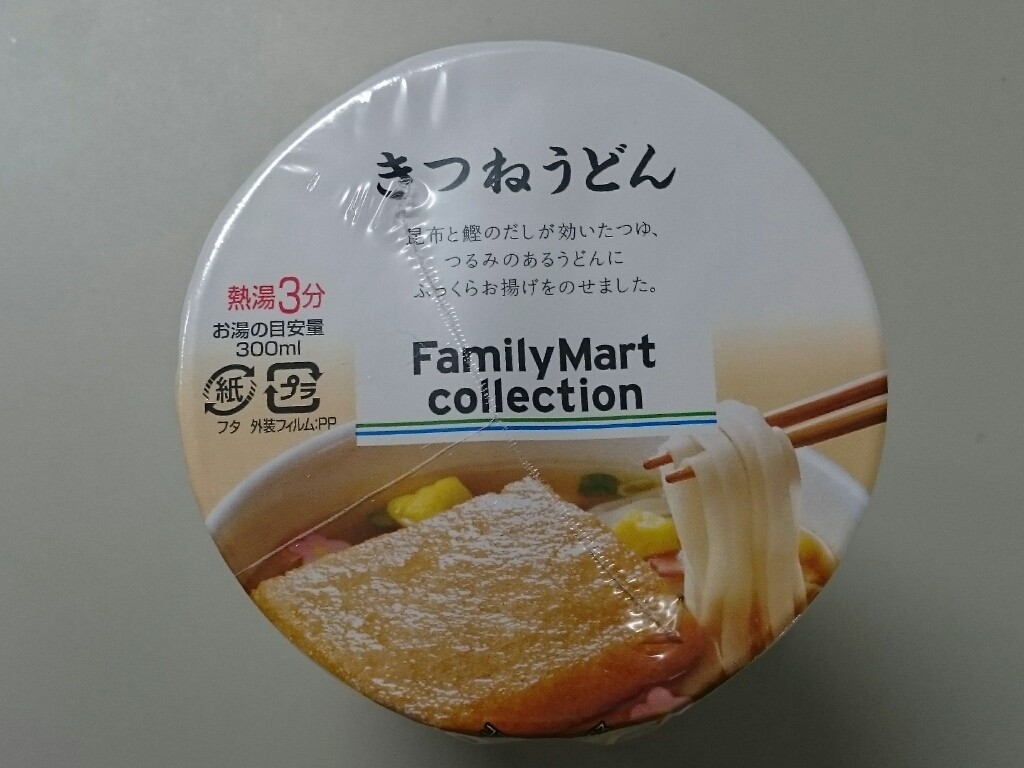 きつねうどん
昆布と鰹のだしが効いたつゆ、
つるみのあるうどんに
ふっくらお揚げをのせました。
熱湯3分
お湯の目安量
300ml
紙 プラ
フタ 外装フィルム:PP
FamilyMart
collection